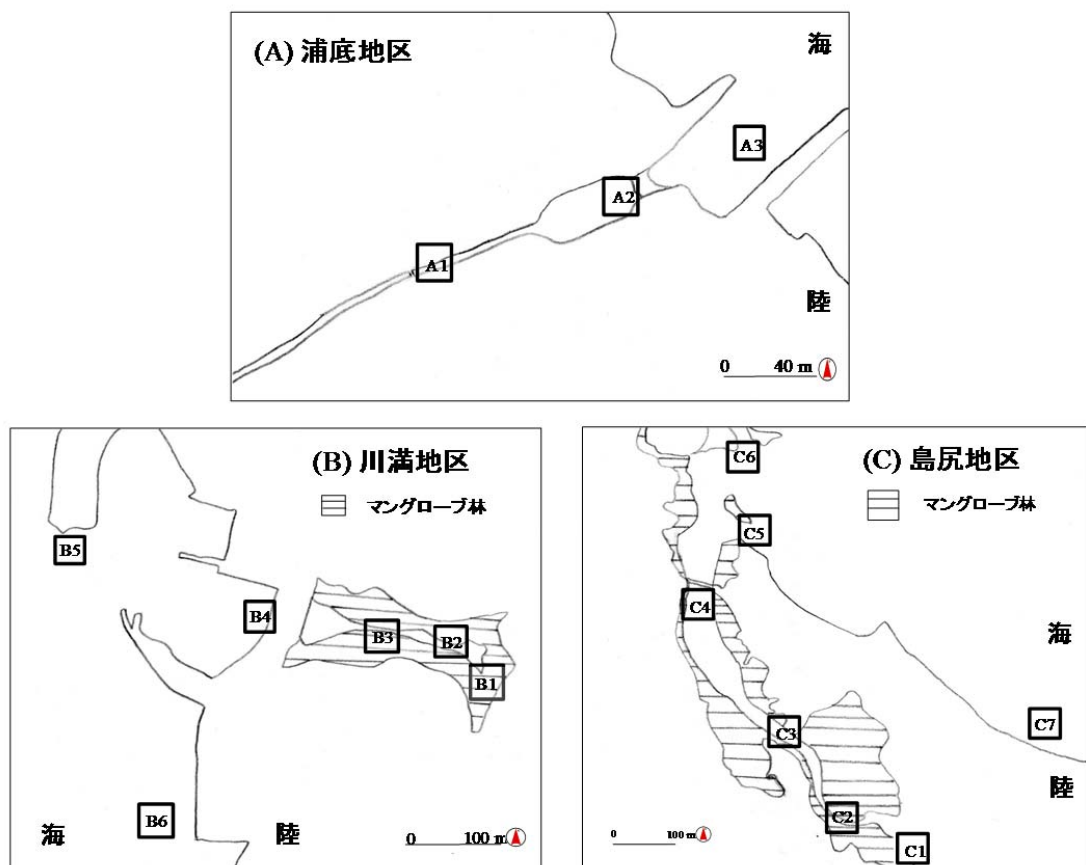 (A) 浦底地区
海
A3
A2
A1
陸
0 40 m
(B) 川満地区
マングローブ林
B5
B4
B3
B2
B1
B6
海
陸
0 100 m
(C) 島尻地区
マングローブ林
C6
C5
C4
海
C7
C3
陸
C2
C1
0 100 m